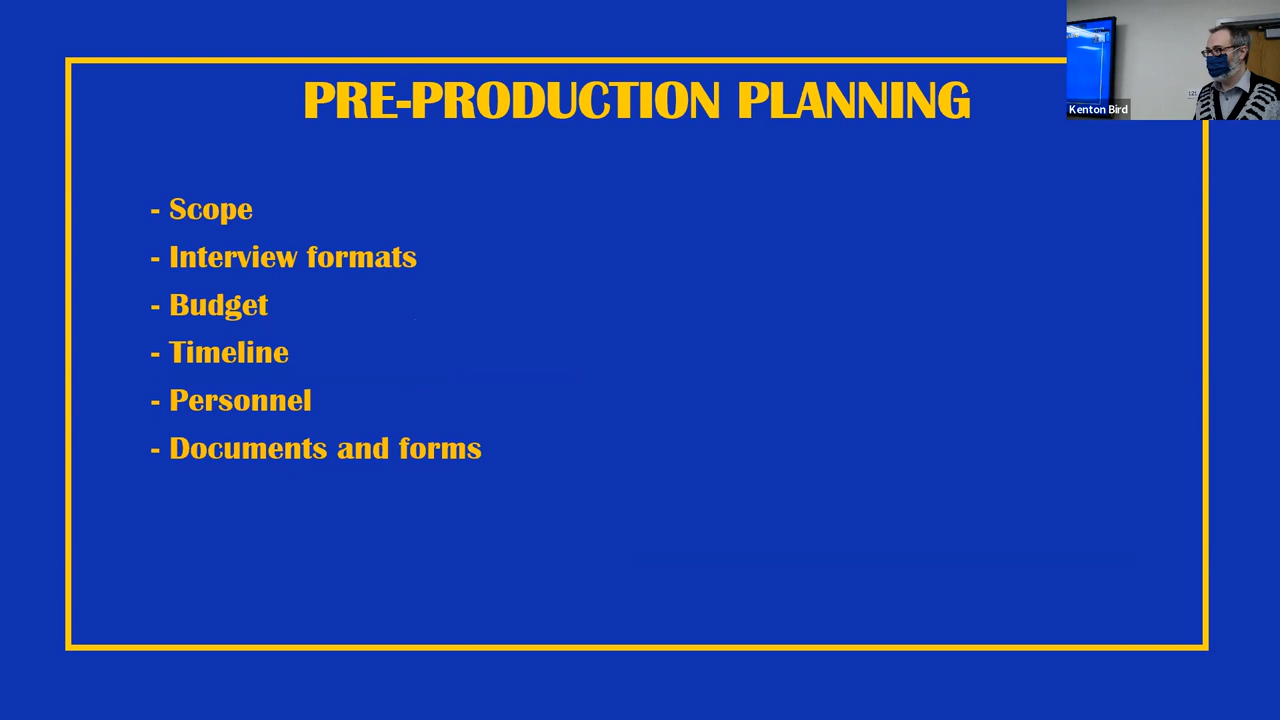 PRE-PRODUCTION PLANNING
Kenton Bird
- Scope
- Interview formats
- Budget
- Timeline
- Personnel
- Documents and forms